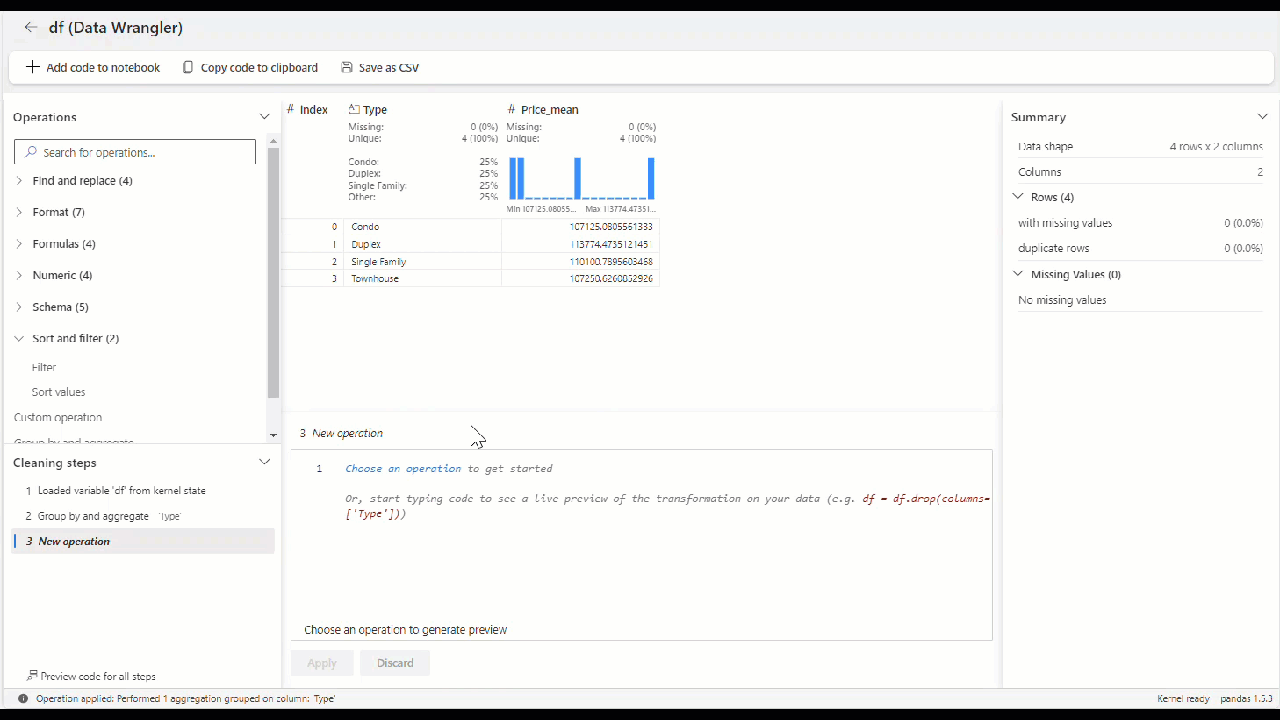 df (Data Wrangler)
Add code to notebook Copy code to clipboard Save as CSV
Operations
Search for operations...
Find and replace (4)
Format (7)
Formulas (4)
Numeric (4)
Schema (5)
Sort and filter (2)
Filter
Sort values
Custom operation
Group by and aggregate
Cleaning steps
1 Loaded variable 'df' from kernel state
2 Group by and aggregate 'Type'
3 New operation
Preview code for all steps
# Index Type # Price_mean
Missing: 0 (0%) Missing: 0 (0%)
Unique: 4 (100%) Unique: 4 (100%)
Condo: 25%
Duplex: 25%
Single Family: 25%
Other: 25%
Min 107125.08055... Max 113774.47351...
0 Condo 107125.0805561333
1 Duplex 113774.4735121451
2 Single Family 110100.7895603468
3 Townhouse 107250.6260852926
3 New operation
1 Choose an operation to get started
Or, start typing code to see a live preview of the transformation on your data (e.g. df = df.drop(columns=
['Type']))
Choose an operation to generate preview
Apply Discard
Summary
Data shape 4 rows x 2 columns
Columns 2
Rows (4)
with missing values 0 (0.0%)
duplicate rows 0 (0.0%)
Missing Values (0)
No missing values
Operation applied: Performed 1 aggregation grouped on column: 'Type' Kernel ready pandas 1.5.3